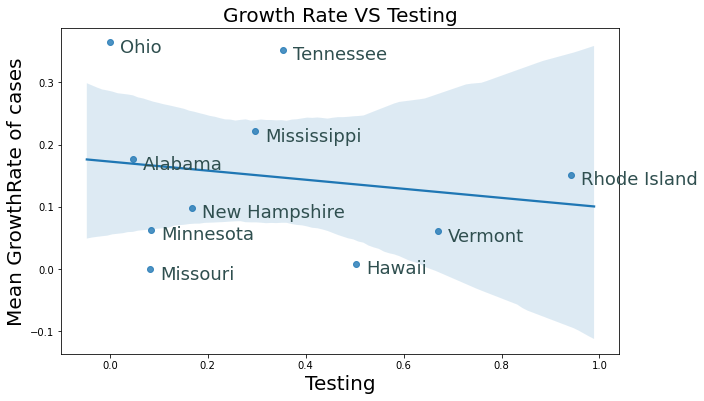 Growth Rate VS Testing
Mean GrowthRate of cases
0.3
0.2
0.1
0.0
−0.1
Ohio
Tennessee
Mississippi
Alabama
Rhode Island
New Hampshire
Minnesota
Vermont
Hawaii
Missouri
0.0 0.2 0.4 0.6 0.8 1.0
Testing